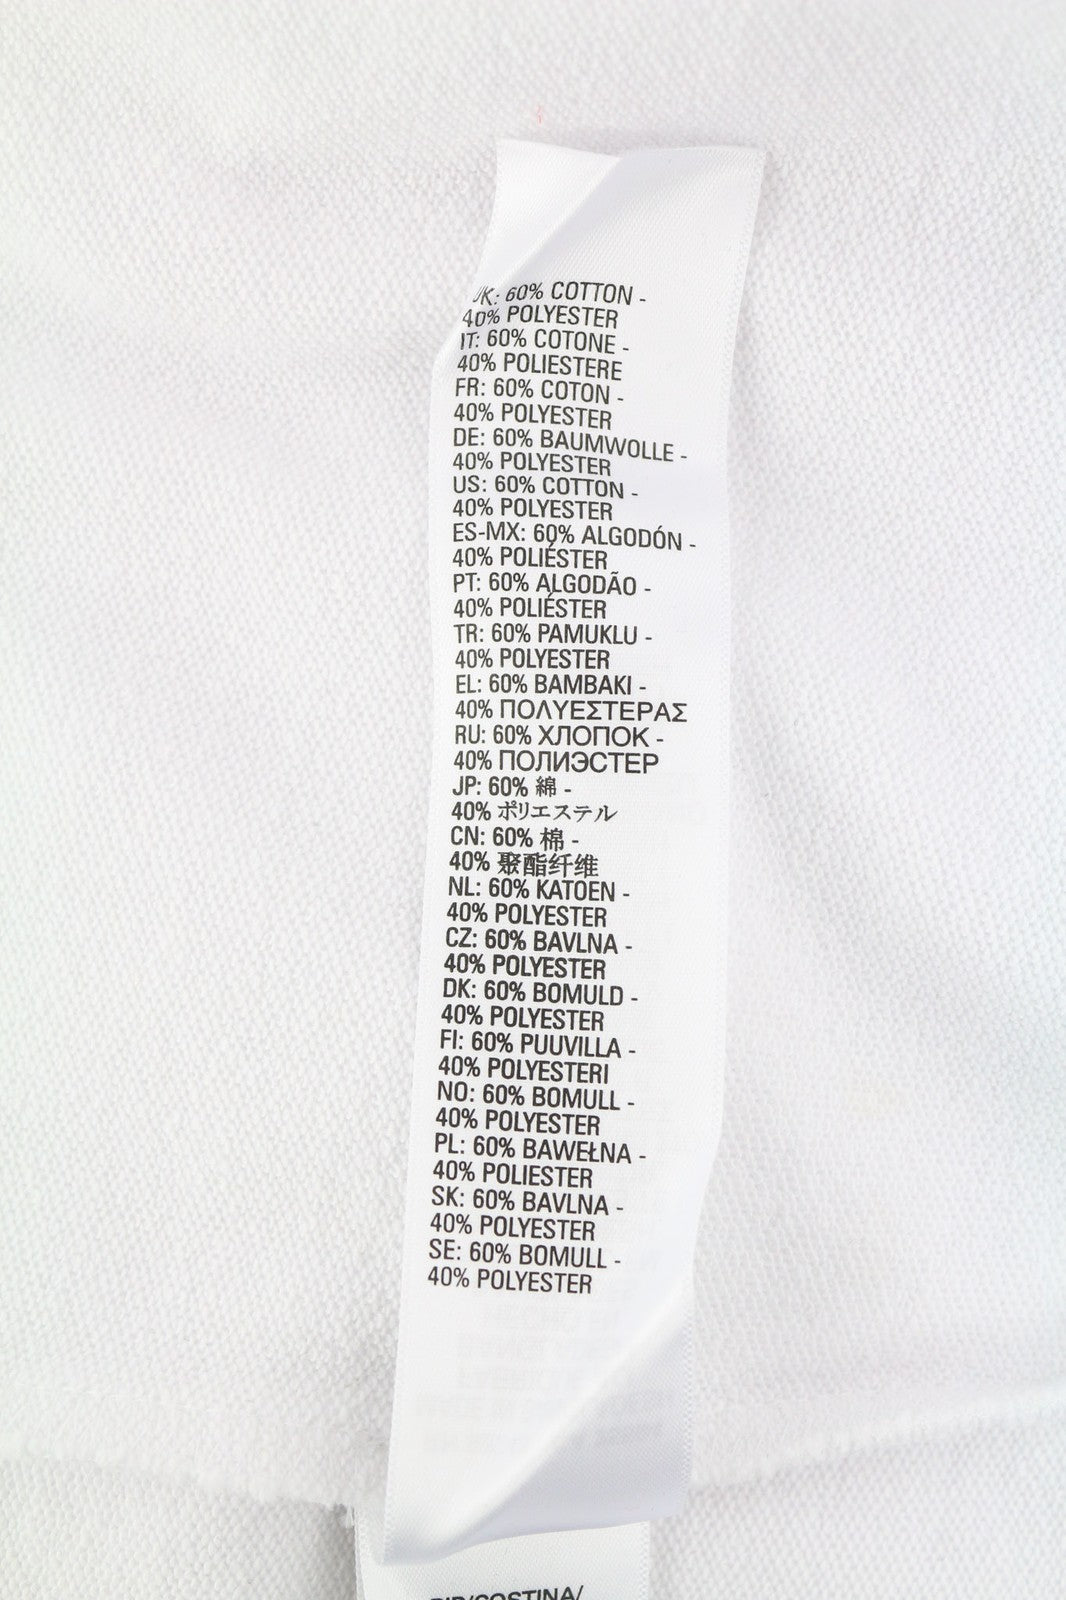 UK: 60% COTTON -
40% POLYESTER
IT: 60% COTONE -
40% POLIESTERE
FR: 60% COTON -
40% POLYESTER
DE: 60% BAUMWOLLE -
40% POLYESTER
US: 60% COTTON -
40% POLYESTER
ES-MX: 60% ALGODÓN -
40% POLIÉSTER
PT: 60% ALGODÃO -
40% POLIÉSTER
TR: 60% PAMUKLU -
40% POLYESTER
EL: 60% ΒΑΜΒΑΚΙ -
40% ΠΟΛΥΕΣΤΕΡΑΣ
RU: 60% ХЛОПОК -
40% ПОЛИЭСТЕР
JP: 60% 綿 -
40% ポリエステル
CN: 60% 棉 -
40% 聚酯纤维
NL: 60% KATOEN -
40% POLYESTER
CZ: 60% BAVLNA -
40% POLYESTER
DK: 60% BOMULD -
40% POLYESTER
FI: 60% PUUVILLA -
40% POLYESTERI
NO: 60% BOMULL -
40% POLYESTER
PL: 60% BAWEŁNA -
40% POLIESTER
SK: 60% BAVLNA -
40% POLYESTER
SE: 60% BOMULL -
40% POLYESTER
RIB/COSTINA/